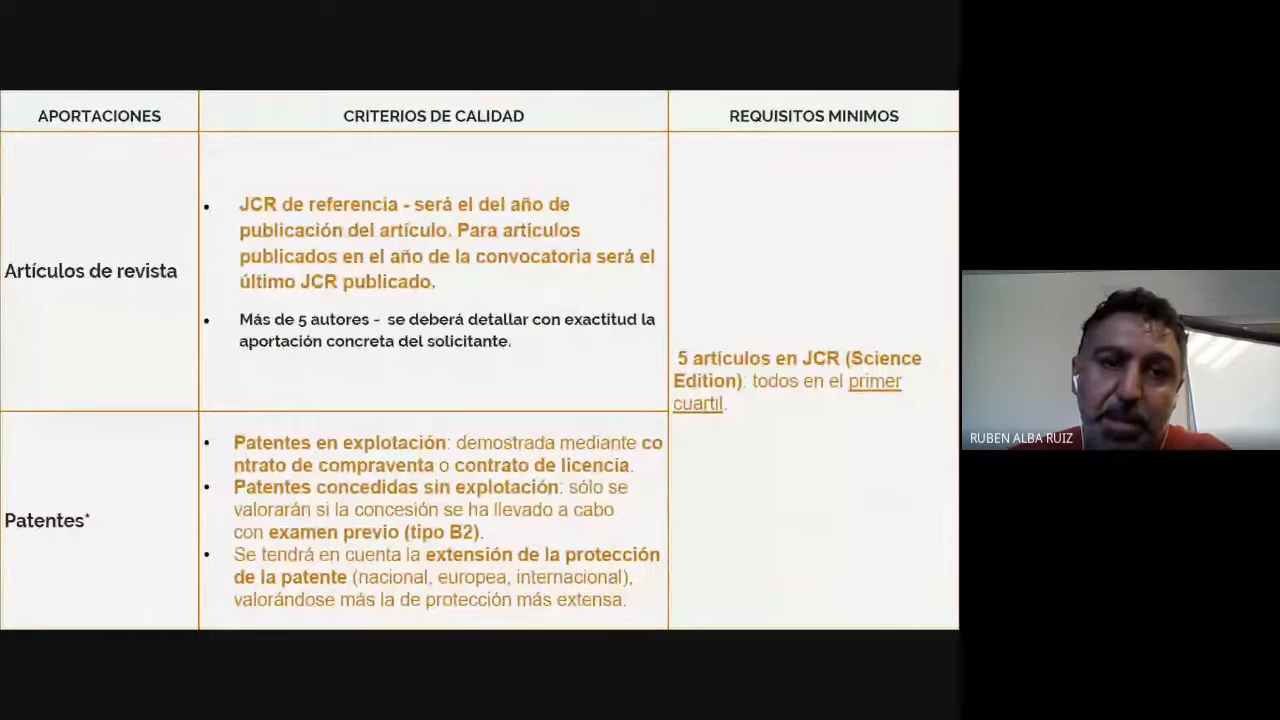 APORTACIONES
CRITERIOS DE CALIDAD
REQUISITOS MINIMOS
Artículos de revista
• JCR de referencia - será el del año de
publicación del artículo. Para artículos
publicados en el año de la convocatoria será el
último JCR publicado.
• Más de 5 autores - se deberá detallar con exactitud la
aportación concreta del solicitante.
5 artículos en JCR (Science
Edition): todos en el primer
cuartil.
Patentes*
• Patentes en explotación: demostrada mediante co
ntrato de compraventa o contrato de licencia.
• Patentes concedidas sin explotación: sólo se
valorarán si la concesión se ha llevado a cabo
con examen previo (tipo B2).
• Se tendrá en cuenta la extensión de la protección
de la patente (nacional, europea, internacional),
valorándose más la de protección más extensa.
RUBEN ALBA RUIZ